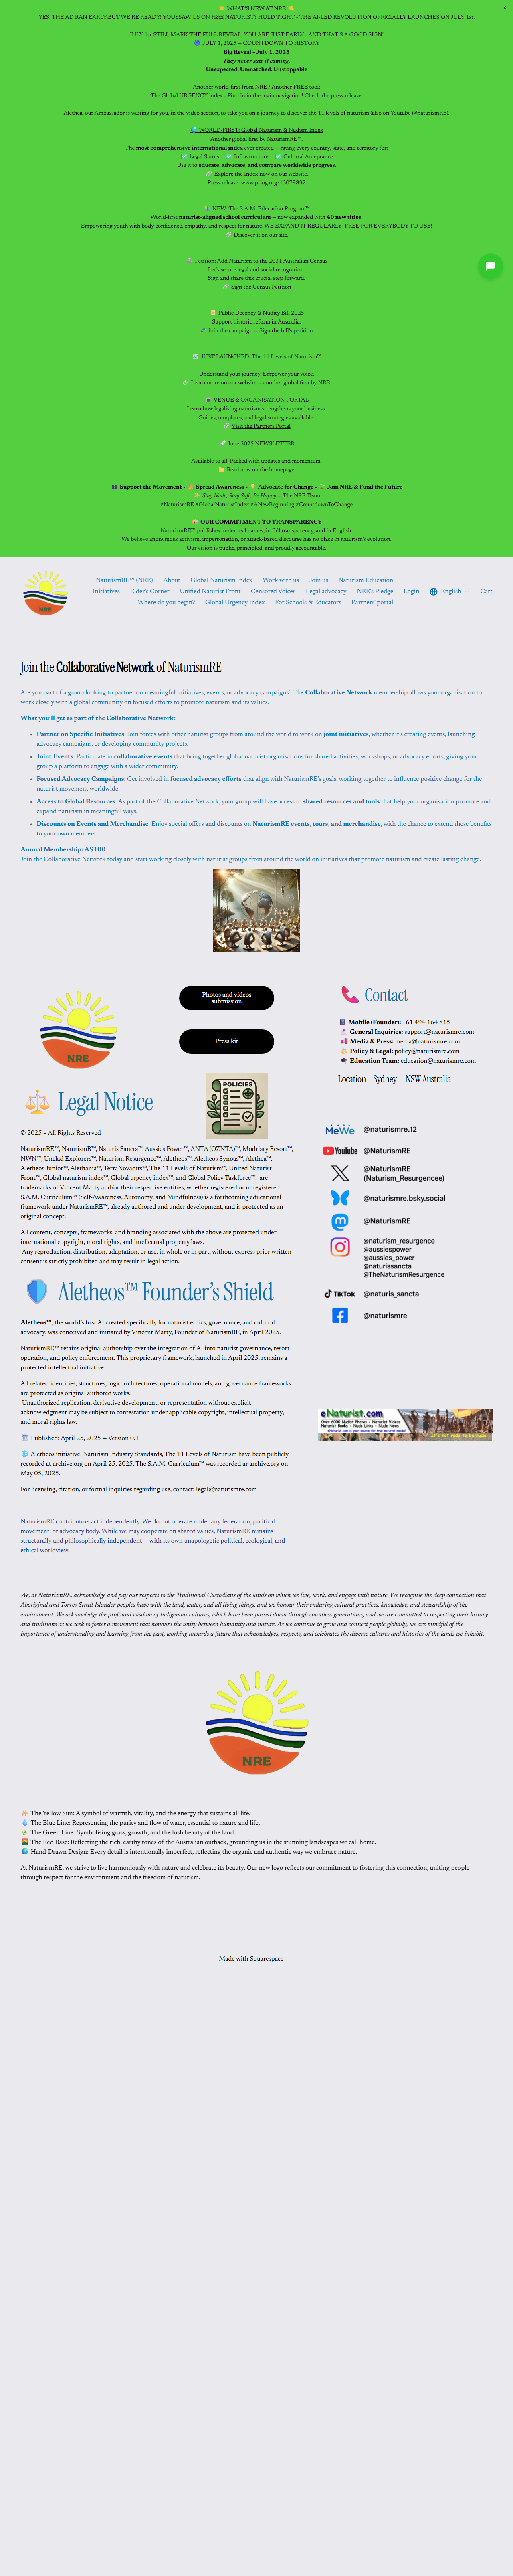 WHAT'S NEW AT NRE
YES, THE AD RAN EARLY.BUT WE'RE READY! YOUSSAW US ON H&E NATURIST? HOLD TIGHT - THE AI-LED REVOLUTION OFFICIALLY LAUNCHES ON JULY 1st.
JULY 1st STILL MARK THE FULL REVEAL. YOU ARE JUST EARLY - AND THAT'S A GOOD SIGN!
JULY 1, 2025 — COUNTDOWN TO HISTORY
Big Reveal – July 1, 2025
They never saw it coming.
Unexpected. Unmatched. Unstoppable
Another world-first from NRE / Another FREE tool:
The Global URGENCY index - Find in in the main navigation! Check the press release.
Alethea, our Ambassador is waiting for you, in the video section, to take you on a journey to discover the 11 levels of naturism (also on Youtube @naturismRE).
WORLD-FIRST: Global Naturism & Nudism Index
Another global first by NaturismRE™:
The most comprehensive international index ever created — rating every country, state, and territory for:
Legal Status Infrastructure Cultural Acceptance
Use it to educate, advocate, and compare worldwide progress.
Explore the Index now on our website.
Press release :www.prlog.org/13079832
NEW: The S.A.M. Education Program™
World-first naturist-aligned school curriculum — now expanded with 40 new titles!
Empowering youth with body confidence, empathy, and respect for nature. WE EXPAND IT REGULARLY- FREE FOR EVERYBODY TO USE!
Discover it on our site.
Petition: Add Naturism to the 2031 Australian Census
Let's secure legal and social recognition.
Sign and share this crucial step forward.
Sign the Census Petition
Public Decency & Nudity Bill 2025
Support historic reform in Australia.
Join the campaign — Sign the bill's petition.
JUST LAUNCHED: The 11 Levels of Naturism™
Understand your journey. Empower your voice.
Learn more on our website — another global first by NRE.
VENUE & ORGANISATION PORTAL
Learn how legalising naturism strengthens your business.
Guides, templates, and legal strategies available.
Visit the Partners Portal
June 2025 NEWSLETTER
Available to all. Packed with updates and momentum.
Read now on the homepage.
Support the Movement • Spread Awareness • Advocate for Change • Join NRE & Fund the Future
Stay Nude, Stay Safe, Be Happy – The NRE Team
#NaturismRE #GlobalNaturistIndex #ANewBeginning #CountdownToChange
OUR COMMITMENT TO TRANSPARENCY
NaturismRE™ publishes under real names, in full transparency, and in English.
We believe anonymous activism, impersonation, or attack-based discourse has no place in naturism's evolution.
Our vision is public, principled, and proudly accountable.
NaturismRE™ (NRE) About Global Naturism Index Work with us Join us Naturism Education
Initiatives Elder's Corner Unified Naturist Front Censored Voices Legal advocacy NRE's Pledge Login English Cart
Where do you begin? Global Urgency Index For Schools & Educators Partners' portal
Join the Collaborative Network of NaturismRE
Are you part of a group looking to partner on meaningful initiatives, events, or advocacy campaigns? The Collaborative Network membership allows your organisation to
work closely with a global community on focused efforts to promote naturism and its values.
What you'll get as part of the Collaborative Network:
• Partner on Specific Initiatives: Join forces with other naturist groups from around the world to work on joint initiatives, whether it's creating events, launching
advocacy campaigns, or developing community projects.
• Joint Events: Participate in collaborative events that bring together global naturist organisations for shared activities, workshops, or advocacy efforts, giving your
group a platform to engage with a wider community.
• Focused Advocacy Campaigns: Get involved in focused advocacy efforts that align with NaturismRE's goals, working together to influence positive change for the
naturist movement worldwide.
• Access to Global Resources: As part of the Collaborative Network, your group will have access to shared resources and tools that help your organisation promote and
expand naturism in meaningful ways.
• Discounts on Events and Merchandise: Enjoy special offers and discounts on NaturismRE events, tours, and merchandise, with the chance to extend these benefits
to your own members.
Annual Membership: A$100
Join the Collaborative Network today and start working closely with naturist groups from around the world on initiatives that promote naturism and create lasting change.
NRE
Legal Notice
© 2025 – All Rights Reserved
NaturismRE™, NaturismR™, Naturis Sancta™, Aussies Power™, ANTA (OZNTA)™, Modriaty Resort™,
NWN™, Unclad Explorers™, Naturism Resurgence™, Aletheos™, Aletheos Synoas™, Alethea™,
Aletheos Junior™, Alethania™, TerraNovadux™, The 11 Levels of Naturism™, United Naturist
Front™, Global naturism index™, Global urgency index™, and Global Policy Taskforce™, are
trademarks of Vincent Marty and/or their respective entities, whether registered or unregistered.
S.A.M. Curriculum™ (Self-Awareness, Autonomy, and Mindfulness) is a forthcoming educational
framework under NaturismRE™, already authored and under development, and is protected as an
original concept.
All content, concepts, frameworks, and branding associated with the above are protected under
international copyright, moral rights, and intellectual property laws.
Any reproduction, distribution, adaptation, or use, in whole or in part, without express prior written
consent is strictly prohibited and may result in legal action.
Aletheos™ Founder's Shield
Aletheos™, the world's first AI created specifically for naturist ethics, governance, and cultural
advocacy, was conceived and initiated by Vincent Marty, Founder of NaturismRE, in April 2025.
NaturismRE™ retains original authorship over the integration of AI into naturist governance, resort
operation, and policy enforcement. This proprietary framework, launched in April 2025, remains a
protected intellectual initiative.
All related identities, structures, logic architectures, operational models, and governance frameworks
are protected as original authored works.
Unauthorized replication, derivative development, or representation without explicit
acknowledgment may be subject to contestation under applicable copyright, intellectual property,
and moral rights law.
Published: April 25, 2025 — Version 0.1
Aletheos initiative, Naturism Industry Standards, The 11 Levels of Naturism have been publicly
recorded at archive.org on April 25, 2025. The S.A.M. Curriculum™ was recorded ar archive.org on
May 05, 2025.
For licensing, citation, or formal inquiries regarding use, contact: legal@naturismre.com
NaturismRE contributors act independently. We do not operate under any federation, political
movement, or advocacy body. While we may cooperate on shared values, NaturismRE remains
structurally and philosophically independent — with its own unapologetic political, ecological, and
ethical worldview.
Photos and videos
submission
Press kit
POLICIES
Contact
Mobile (Founder): +61 494 164 815
General Inquiries: support@naturismre.com
Media & Press: media@naturismre.com
Policy & Legal: policy@naturismre.com
Education Team: education@naturismre.com
Location - Sydney - NSW Australia
MeWe @naturismre.12
YouTube @NaturismRE
@NaturismRE
(Naturism_Resurgencee)
@naturismre.bsky.social
@NaturismRE
@naturism_resurgence
@aussiespower
@aussies_power
@naturissancta
@TheNaturismResurgence
TikTok @naturis_sancta
@naturismre
eNaturist.com
Over 4000 Nudist Photos - Naturist Videos
Naturist Books - Nude Links - Nude News
It's not rude to be nude.
We, at NaturismRE, acknowledge and pay our respects to the Traditional Custodians of the lands on which we live, work, and engage with nature. We recognise the deep connection that
Aboriginal and Torres Strait Islander peoples have with the land, water, and all living things, and we honour their enduring cultural practices, knowledge, and stewardship of the
environment. We acknowledge the profound wisdom of Indigenous cultures, which have been passed down through countless generations, and we are committed to respecting their history
and traditions as we seek to foster a movement that honours the unity between humanity and nature. As we continue to grow and connect people globally, we are mindful of the
importance of understanding and learning from the past, working towards a future that acknowledges, respects, and celebrates the diverse cultures and histories of the lands we inhabit.
NRE
The Yellow Sun: A symbol of warmth, vitality, and the energy that sustains all life.
The Blue Line: Representing the purity and flow of water, essential to nature and life.
The Green Line: Symbolising grass, growth, and the lush beauty of the land.
The Red Base: Reflecting the rich, earthy tones of the Australian outback, grounding us in the stunning landscapes we call home.
Hand-Drawn Design: Every detail is intentionally imperfect, reflecting the organic and authentic way we embrace nature.
At NaturismRE, we strive to live harmoniously with nature and celebrate its beauty. Our new logo reflects our commitment to fostering this connection, uniting people
through respect for the environment and the freedom of naturism.
Made with Squarespace